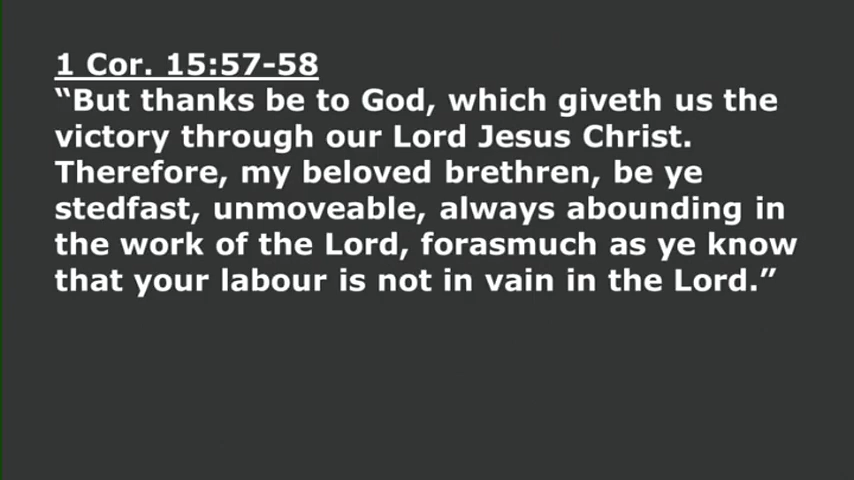 1 Cor. 15:57-58
“But thanks be to God, which giveth us the
victory through our Lord Jesus Christ.
Therefore, my beloved brethren, be ye
stedfast, unmoveable, always abounding in
the work of the Lord, forasmuch as ye know
that your labour is not in vain in the Lord.”